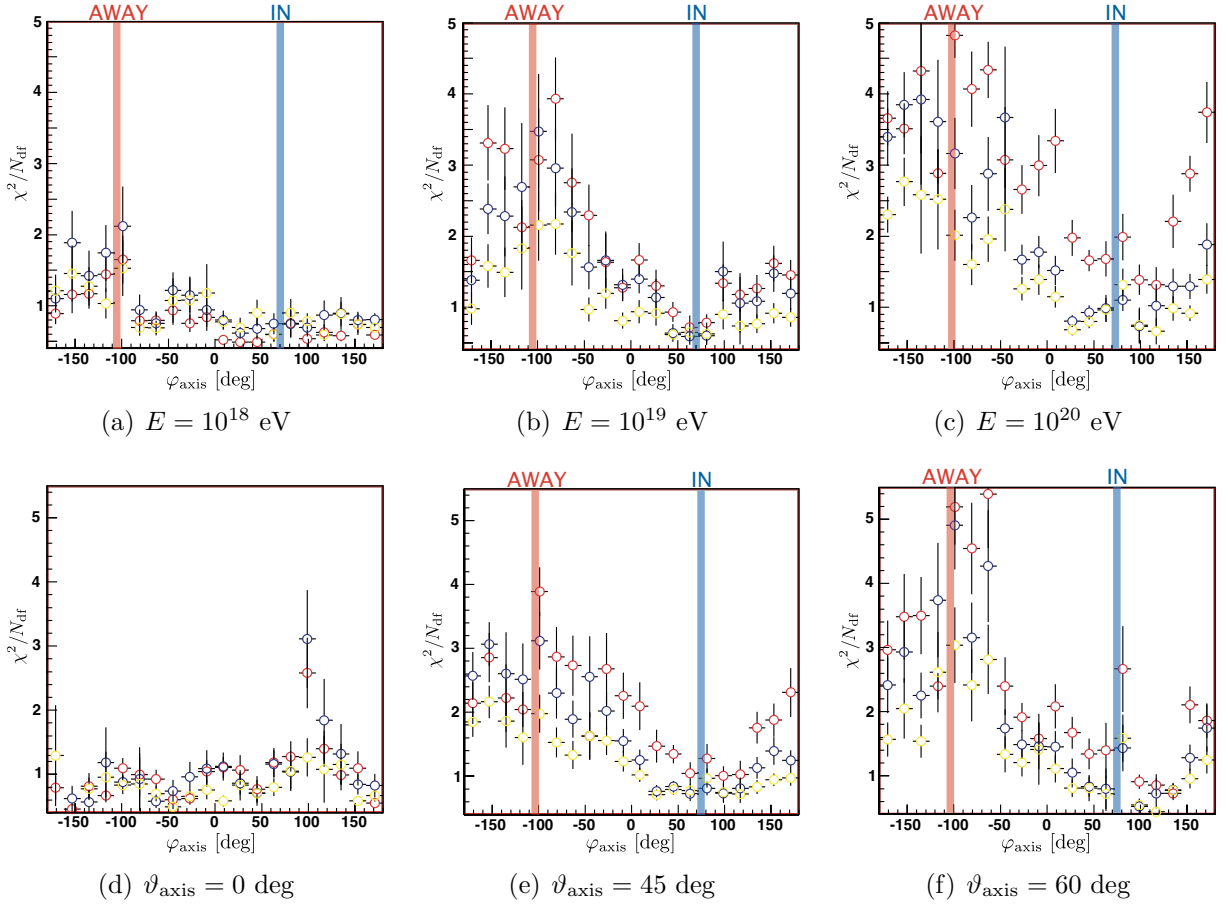 AWAY IN AWAY IN AWAY IN
5 5 5
4 4 4
3 3 3
2 2 2
1 1 1
χ²/N_df χ²/N_df χ²/N_df
-150 -100 -50 0 50 100 150 -150 -100 -50 0 50 100 150 -150 -100 -50 0 50 100 150
φ_axis [deg] φ_axis [deg] φ_axis [deg]
(a) E = 10¹⁸ eV (b) E = 10¹⁹ eV (c) E = 10²⁰ eV
AWAY IN AWAY IN
5 5 5
4 4 4
3 3 3
2 2 2
1 1 1
χ²/N_df χ²/N_df χ²/N_df
-150 -100 -50 0 50 100 150 -150 -100 -50 0 50 100 150 -150 -100 -50 0 50 100 150
φ_axis [deg] φ_axis [deg] φ_axis [deg]
(d) ϑ_axis = 0 deg (e) ϑ_axis = 45 deg (f) ϑ_axis = 60 deg